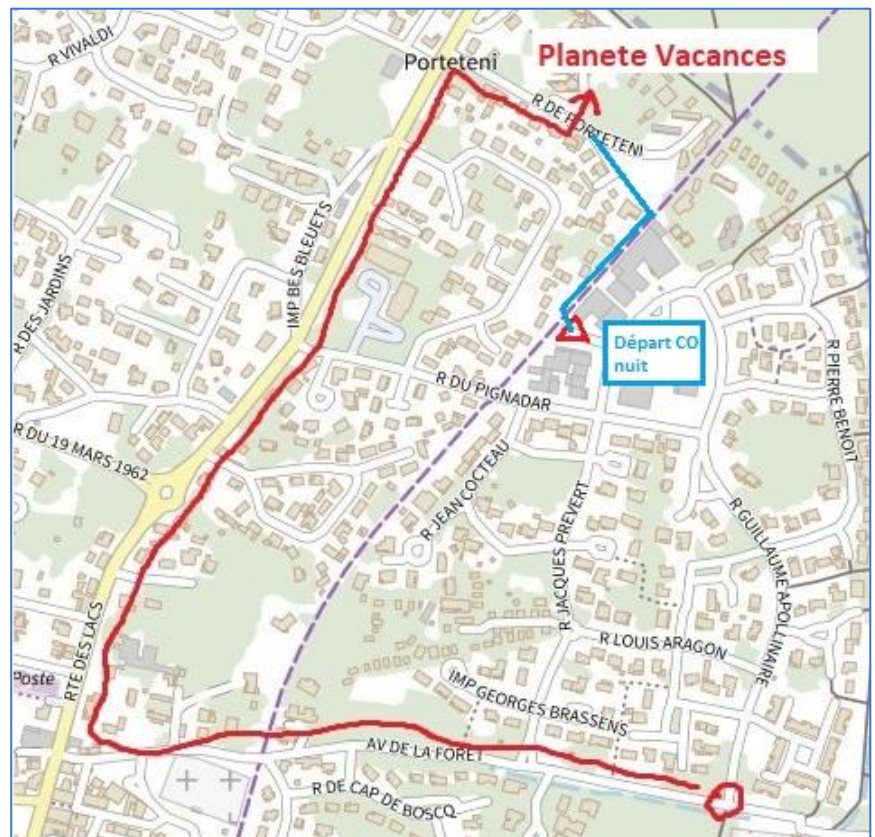 R VIVALDI
Porteteni
Planete Vacances
R DE PORTETENI
IMP BES BLEUETS
R DES JARDINS
Départ CO
nuit
R DU PIGNADAR
R PIERRE BENOIT
R DU 19 MARS 1962
R JEAN COCTEAU
R JACQUES PREVERT
R GUILLAUME APOLLINAIRE
R LOUIS ARAGON
Poste
RTE DES LACS
IMP GEORGES BRASSENS
AV DE LA FORET
R DE CAP DE BOSCQ